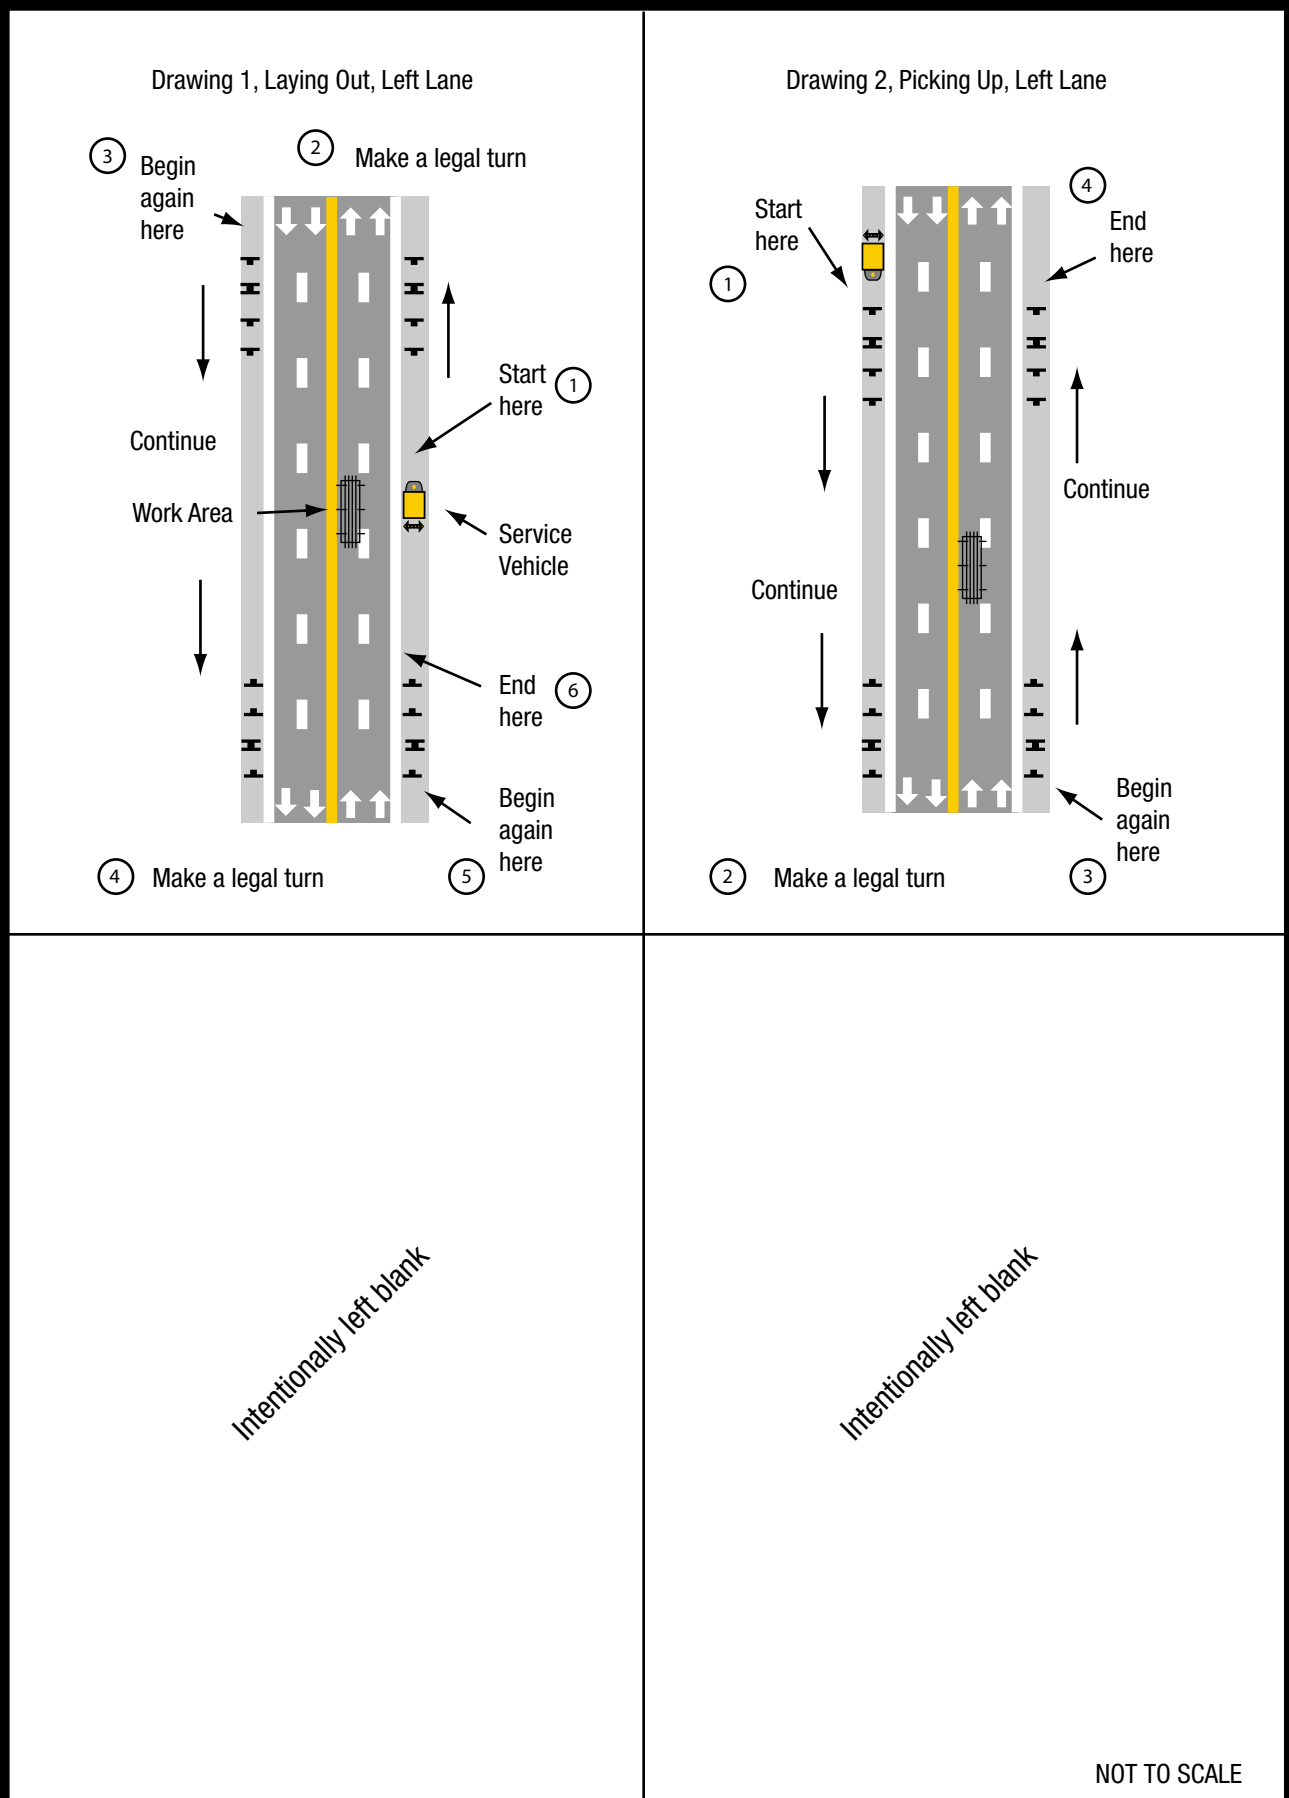 Drawing 1, Laying Out, Left Lane
3
Begin
again
here
2
Make a legal turn
Start
here
1
Continue
Work Area
Service
Vehicle
End
here
6
Begin
again
here
4
Make a legal turn
5
Drawing 2, Picking Up, Left Lane
4
Start
here
End
here
1
Continue
Continue
Begin
again
here
2
Make a legal turn
3
Intentionally left blank
Intentionally left blank
NOT TO SCALE